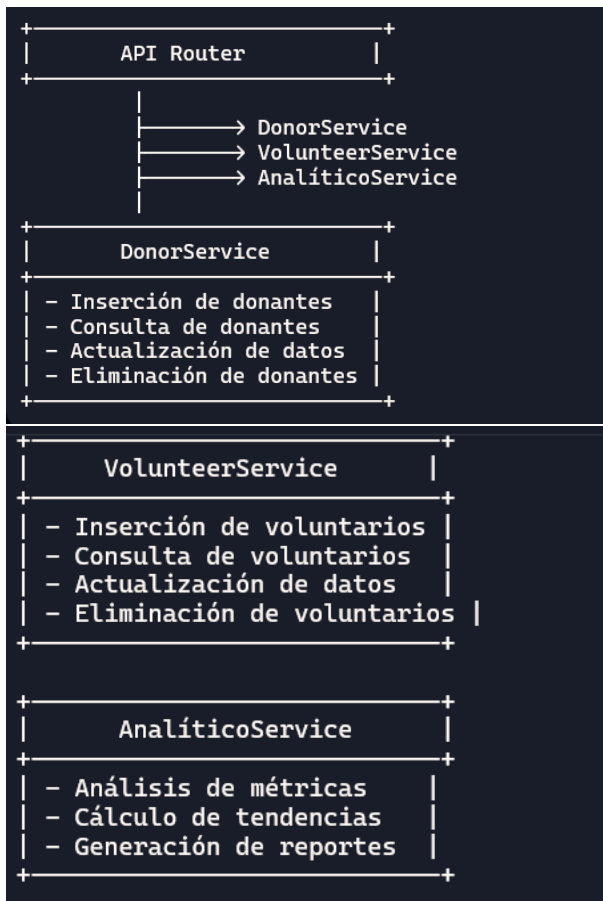 API Router
DonorService
VolunteerService
AnalíticoService
DonorService
- Inserción de donantes
- Consulta de donantes
- Actualización de datos
- Eliminación de donantes
VolunteerService
- Inserción de voluntarios
- Consulta de voluntarios
- Actualización de datos
- Eliminación de voluntarios
AnalíticoService
- Análisis de métricas
- Cálculo de tendencias
- Generación de reportes